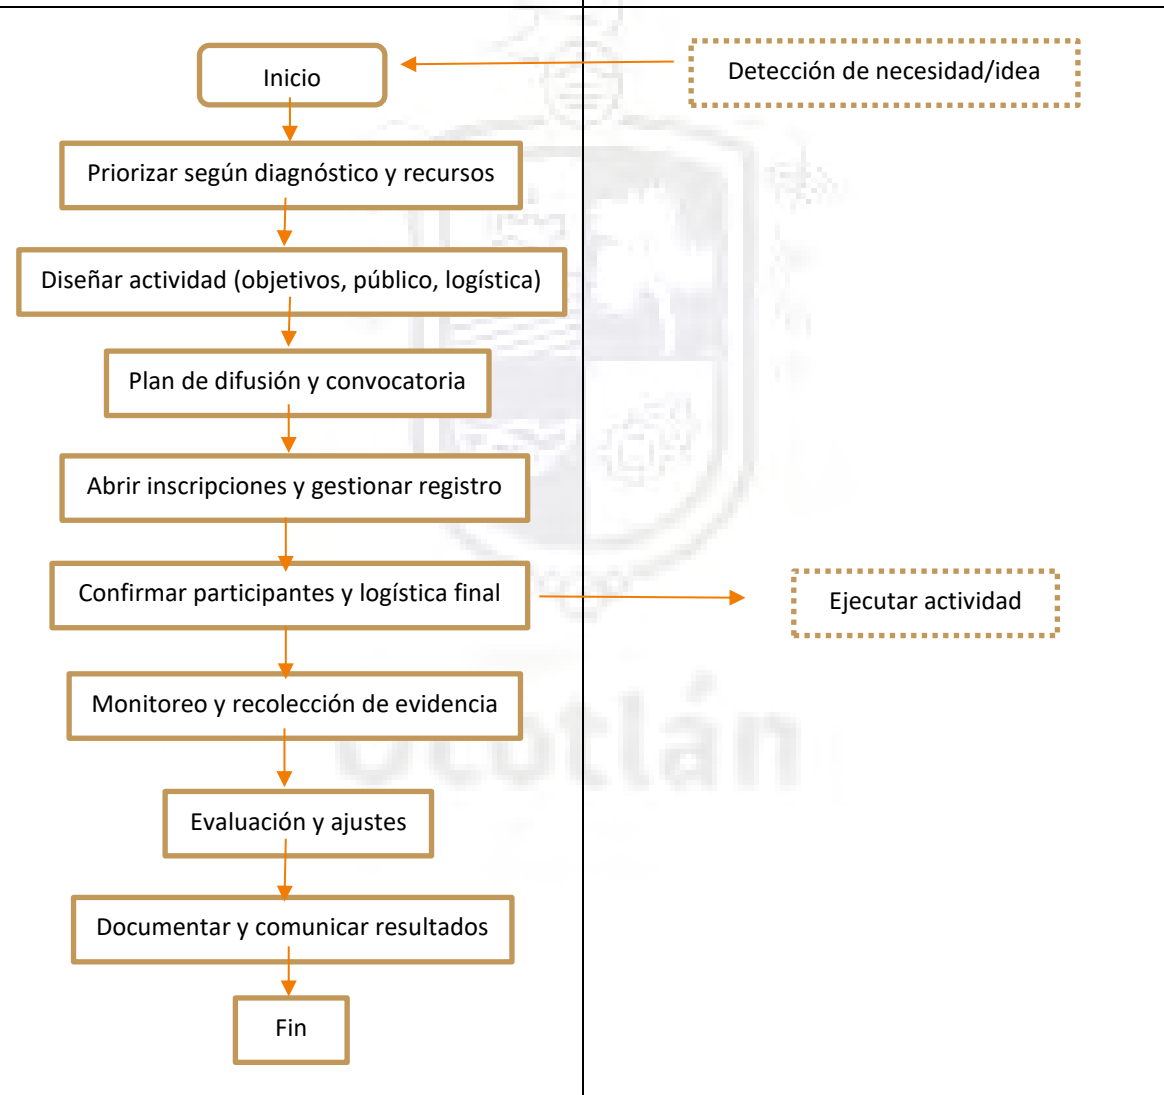 Inicio
Detección de necesidad/idea
Priorizar según diagnóstico y recursos
Diseñar actividad (objetivos, público, logística)
Plan de difusión y convocatoria
Abrir inscripciones y gestionar registro
Confirmar participantes y logística final
Ejecutar actividad
Monitoreo y recolección de evidencia
Ocotlán
Evaluación y ajustes
Documentar y comunicar resultados
Fin